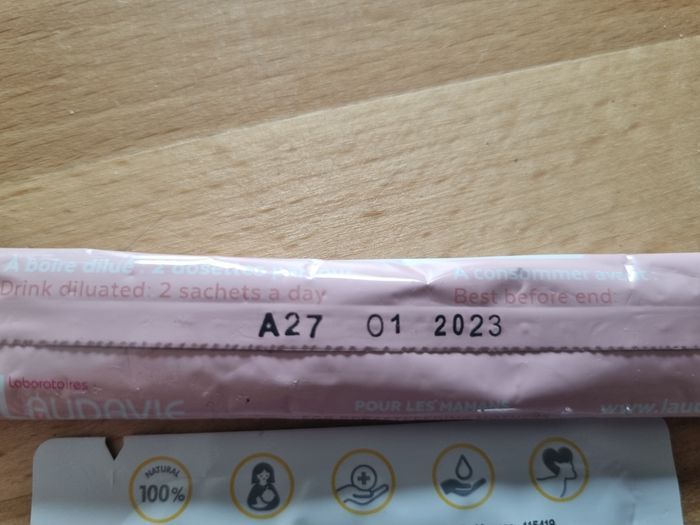 À boire dilué : 2 dosettes par jour
Drink diluated: 2 sachets a day
À consommer avant :
Best before end:
A27 01 2023
Laboratoires
LAUDAVIE
POUR LES MAMANS
www.lau
NATURAL
100%
115419